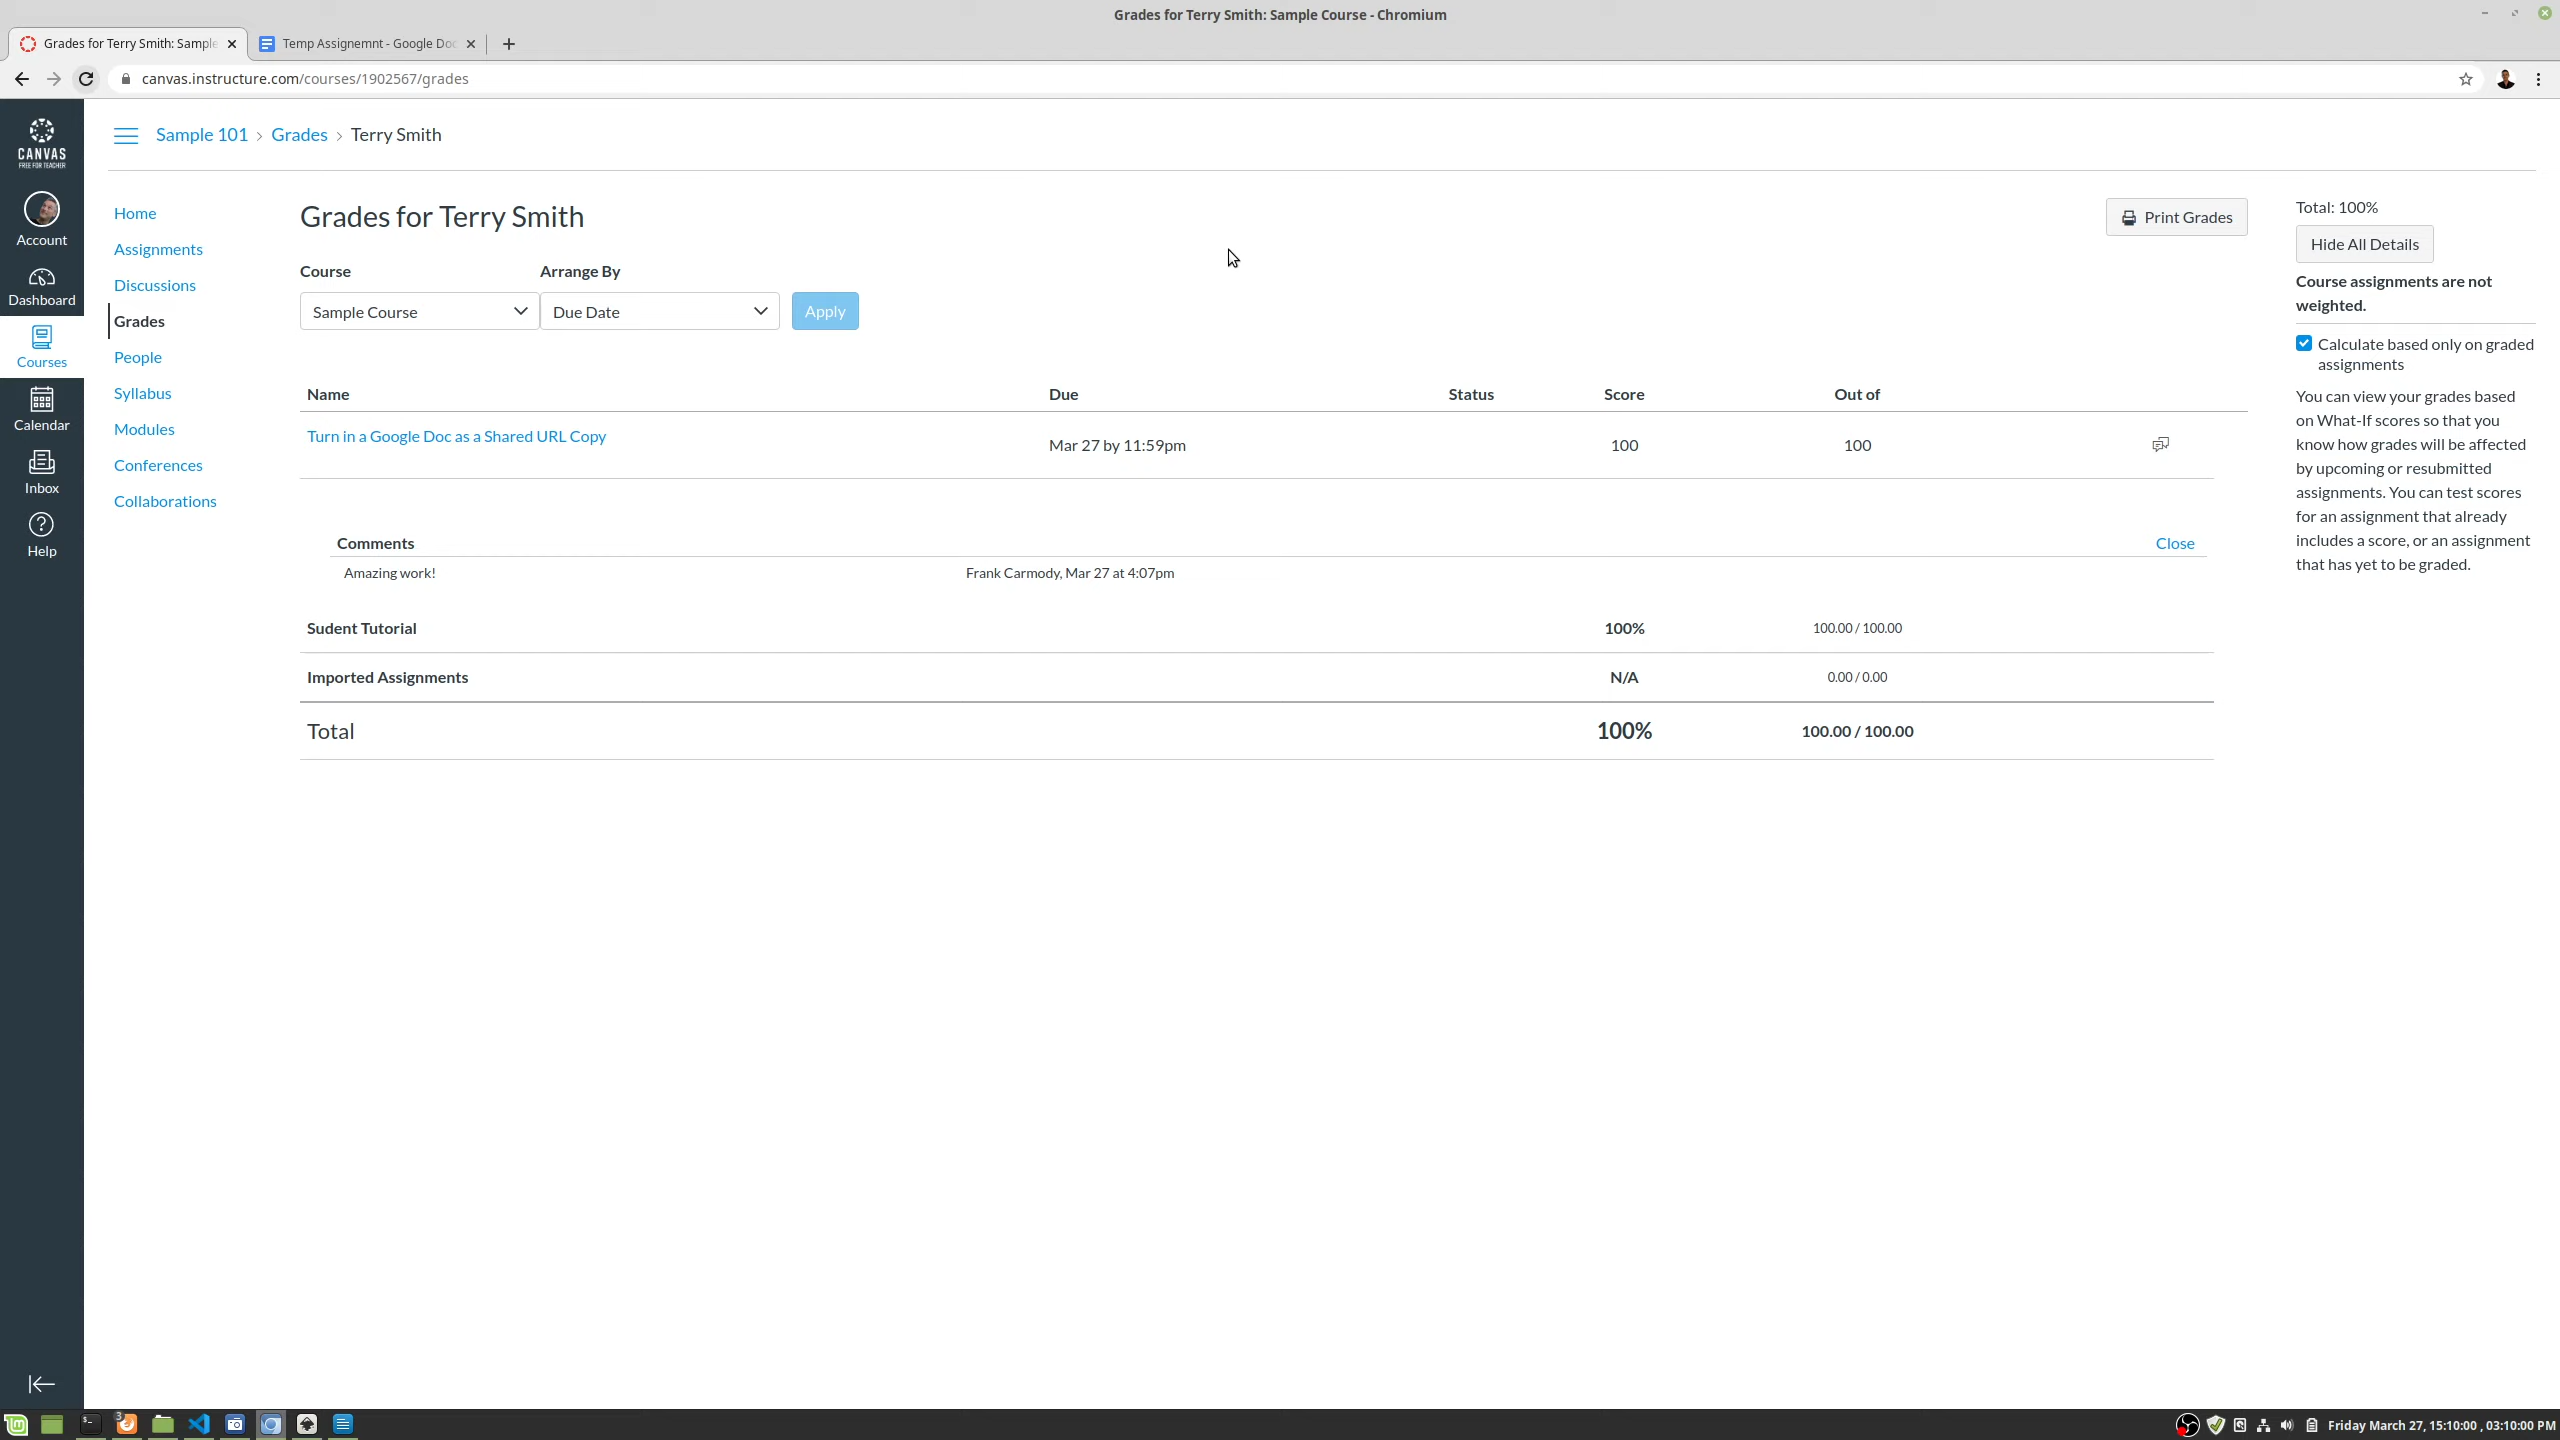 Grades for Terry Smith: Sample Course - Chromium
Grades for Terry Smith: Sample
Temp Assignemnt - Google Doc
canvas.instructure.com/courses/1902567/grades
CANVAS
FREE FOR TEACHER
Account
Dashboard
Courses
Calendar
Inbox
Help
Sample 101 > Grades > Terry Smith
Home
Assignments
Discussions
Grades
People
Syllabus
Modules
Conferences
Collaborations
Grades for Terry Smith
Print Grades
Course Arrange By
Sample Course Due Date Apply
Name Due Status Score Out of
Turn in a Google Doc as a Shared URL Copy Mar 27 by 11:59pm 100 100
Comments Close
Amazing work! Frank Carmody, Mar 27 at 4:07pm
Sudent Tutorial 100% 100.00 / 100.00
Imported Assignments N/A 0.00 / 0.00
Total 100% 100.00 / 100.00
Total: 100%
Hide All Details
Course assignments are not
weighted.
Calculate based only on graded
assignments
You can view your grades based
on What-If scores so that you
know how grades will be affected
by upcoming or resubmitted
assignments. You can test scores
for an assignment that already
includes a score, or an assignment
that has yet to be graded.
3
Friday March 27, 15:10:00 , 03:10:00 PM